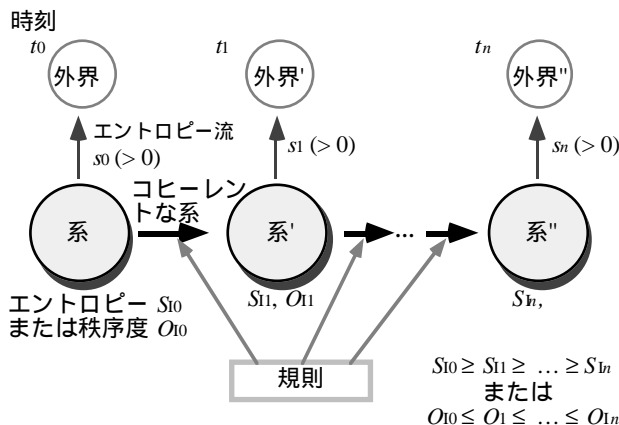 時刻
t0 t1 tn
外界 外界' 外界"
エントロピー流
s0 (> 0) s1 (> 0) sn (> 0)
コヒーレン
トな系
系 系' ... 系"
エントロピー SI0
または秩序度 OI0
SI1, OI1
SIn,
規則
SI0 ≥ SI1 ≥ … ≥ SIn
または
OI0 ≤ O1 ≤ … ≤ OIn